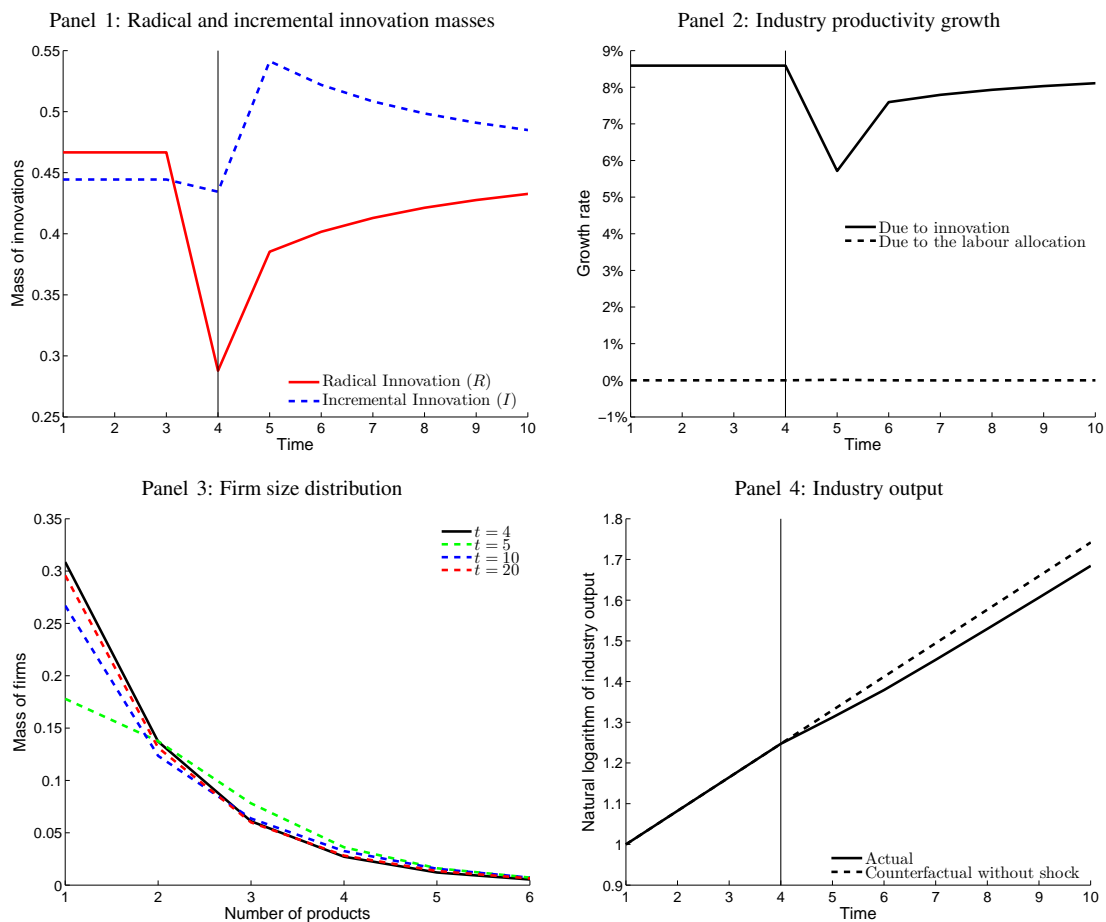 Panel 1: Radical and incremental innovation masses
0.55
0.5
0.45
0.4
0.35
0.3
0.25
Mass of innovations
Radical Innovation (R)
Incremental Innovation (I)
1 2 3 4 5 6 7 8 9 10
Time
Panel 2: Industry productivity growth
9%
8%
7%
6%
5%
4%
3%
2%
1%
0%
−1%
Growth rate
Due to innovation
Due to the labour allocation
1 2 3 4 5 6 7 8 9 10
Time
Panel 3: Firm size distribution
0.35
0.3
0.25
0.2
0.15
0.1
0.05
0
Mass of firms
t = 4
t = 5
t = 10
t = 20
1 2 3 4 5 6
Number of products
Panel 4: Industry output
1.8
1.7
1.6
1.5
1.4
1.3
1.2
1.1
1
0.9
Natural logarithm of industry output
Actual
Counterfactual without shock
1 2 3 4 5 6 7 8 9 10
Time